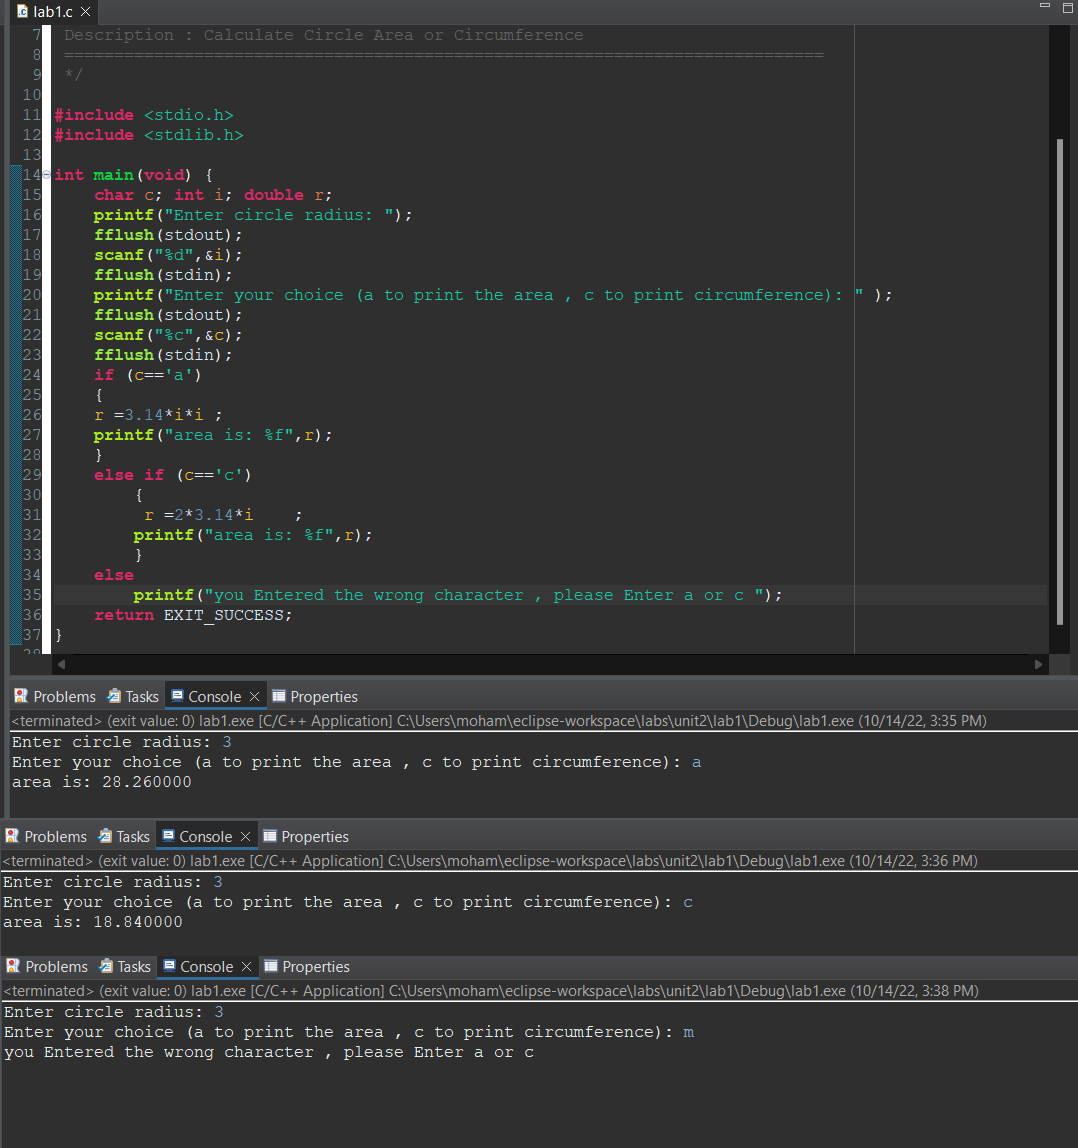 lab1.c
7 Description : Calculate Circle Area or Circumference
8 ============================================================================
9 */
10
11 #include <stdio.h>
12 #include <stdlib.h>
13
14 int main(void) {
15 char c; int i; double r;
16 printf("Enter circle radius: ");
17 fflush(stdout);
18 scanf("%d",&i);
19 fflush(stdin);
20 printf("Enter your choice (a to print the area , c to print circumference): " );
21 fflush(stdout);
22 scanf("%c",&c);
23 fflush(stdin);
24 if (c=='a')
25 {
26 r =3.14*i*i ;
27 printf("area is: %f",r);
28 }
29 else if (c=='c')
30 {
31 r =2*3.14*i    ;
32 printf("area is: %f",r);
33 }
34 else
35 printf("you Entered the wrong character , please Enter a or c ");
36 return EXIT_SUCCESS;
37 }
38
Problems Tasks Console Properties
<terminated> (exit value: 0) lab1.exe [C/C++ Application] C:\Users\moham\eclipse-workspace\labs\unit2\lab1\Debug\lab1.exe (10/14/22, 3:35 PM)
Enter circle radius: 3
Enter your choice (a to print the area , c to print circumference): a
area is: 28.260000
Problems Tasks Console Properties
<terminated> (exit value: 0) lab1.exe [C/C++ Application] C:\Users\moham\eclipse-workspace\labs\unit2\lab1\Debug\lab1.exe (10/14/22, 3:36 PM)
Enter circle radius: 3
Enter your choice (a to print the area , c to print circumference): c
area is: 18.840000
Problems Tasks Console Properties
<terminated> (exit value: 0) lab1.exe [C/C++ Application] C:\Users\moham\eclipse-workspace\labs\unit2\lab1\Debug\lab1.exe (10/14/22, 3:38 PM)
Enter circle radius: 3
Enter your choice (a to print the area , c to print circumference): m
you Entered the wrong character , please Enter a or c